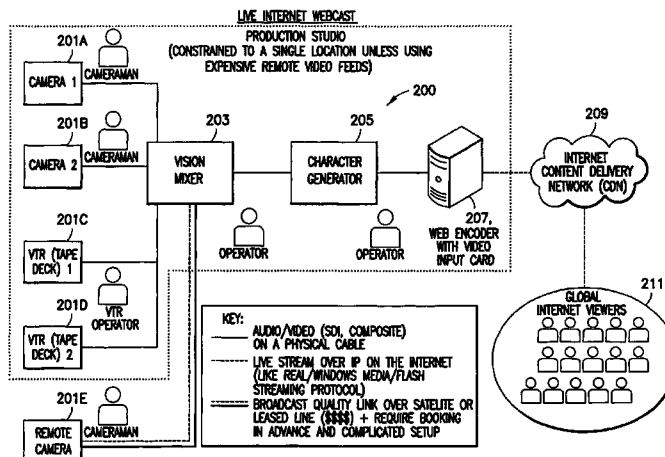 LIVE INTERNET WEBCAST
PRODUCTION STUDIO
(CONSTRAINED TO A SINGLE LOCATION UNLESS USING
EXPENSIVE REMOTE VIDEO FEEDS)
201A
CAMERAMAN
CAMERA 1
201B
CAMERAMAN
CAMERA 2
201C
VTR (TAPE
DECK) 1
VTR
OPERATOR
201D
VTR (TAPE
DECK) 2
201E
CAMERAMAN
REMOTE
CAMERA
203
VISION
MIXER
OPERATOR
205
CHARACTER
GENERATOR
OPERATOR
200
207,
WEB ENCODER
WITH VIDEO
INPUT CARD
209
INTERNET
CONTENT DELIVERY
NETWORK (CDN)
211
GLOBAL
INTERNET VIEWERS
KEY:
AUDIO/VIDEO (SDI, COMPOSITE)
ON A PHYSICAL CABLE
LIVE STREAM OVER IP ON THE INTERNET
(LIKE REAL/WINDOWS MEDIA/FLASH
STREAMING PROTOCOL)
BROADCAST QUALITY LINK OVER SATELITE OR
LEASED LINE ($$$$) + REQUIRE BOOKING
IN ADVANCE AND COMPLICATED SETUP